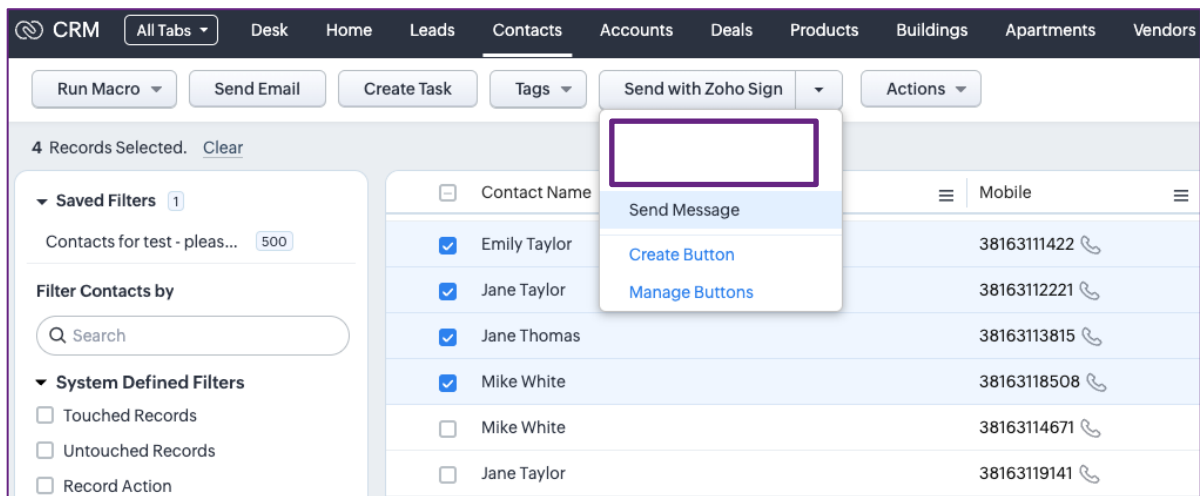 CRM All Tabs Desk Home Leads Contacts Accounts Deals Products Buildings Apartments Vendors
Run Macro Send Email Create Task Tags Send with Zoho Sign Actions
4 Records Selected. Clear
Saved Filters 1
Contacts for test - pleas... 500
Filter Contacts by
Search
System Defined Filters
Touched Records
Untouched Records
Record Action
Send Message
Create Button
Manage Buttons
Contact Name Mobile
Emily Taylor 38163111422
Jane Taylor 38163112221
Jane Thomas 38163113815
Mike White 38163118508
Mike White 38163114671
Jane Taylor 38163119141